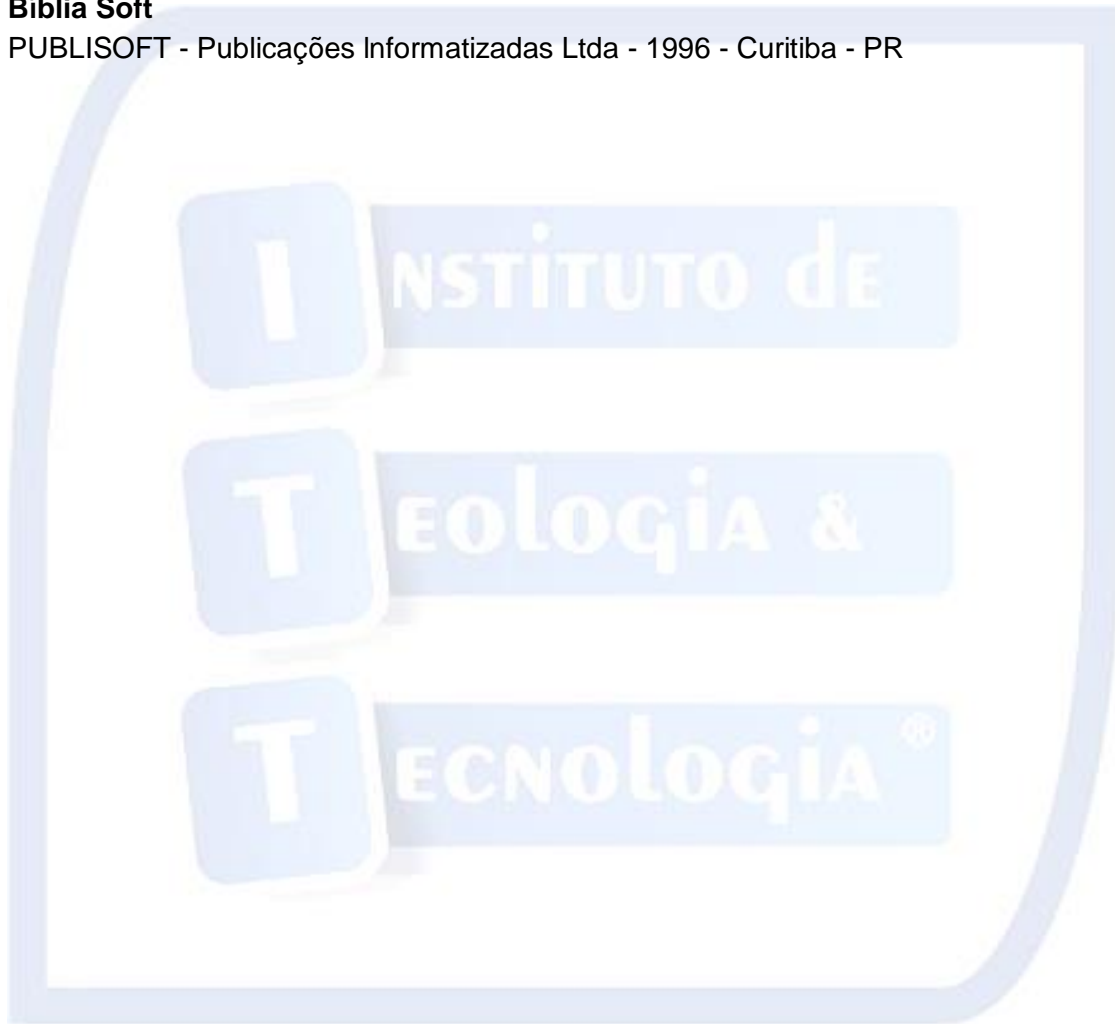 Bíblia Soft
PUBLISOFT - Publicações Informatizadas Ltda - 1996 - Curitiba - PR
INSTITUTO dE
TEOLOGIA &
TECNOLOGIA ®